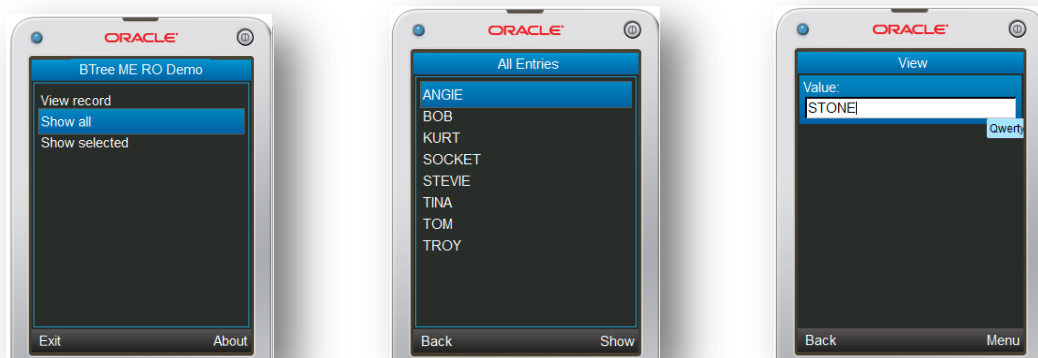 ORACLE
BTree ME RO Demo
View record
Show all
Show selected
Exit
About
ORACLE
All Entries
ANGIE
BOB
KURT
SOCKET
STEVIE
TINA
TOM
TROY
Back
Show
ORACLE
View
Value:
STONE
Qwerty
Back
Menu